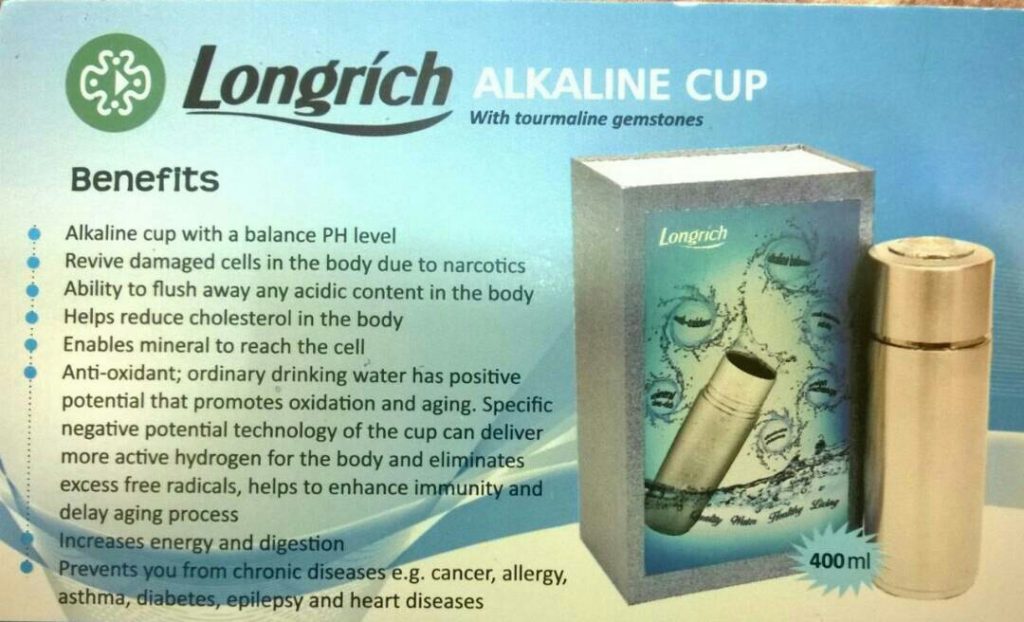 Longrích ALKALINE CUP
With tourmaline gemstones
Benefits
Alkaline cup with a balance PH level
Revive damaged cells in the body due to narcotics
Ability to flush away any acidic content in the body
Helps reduce cholesterol in the body
Enables mineral to reach the cell
Anti-oxidant; ordinary drinking water has positive
potential that promotes oxidation and aging. Specific
negative potential technology of the cup can deliver
more active hydrogen for the body and eliminates
excess free radicals, helps to enhance immunity and
delay aging process
Increases energy and digestion
Prevents you from chronic diseases e.g. cancer, allergy,
asthma, diabetes, epilepsy and heart diseases
Longrich
Water Healthy Living
400 ml